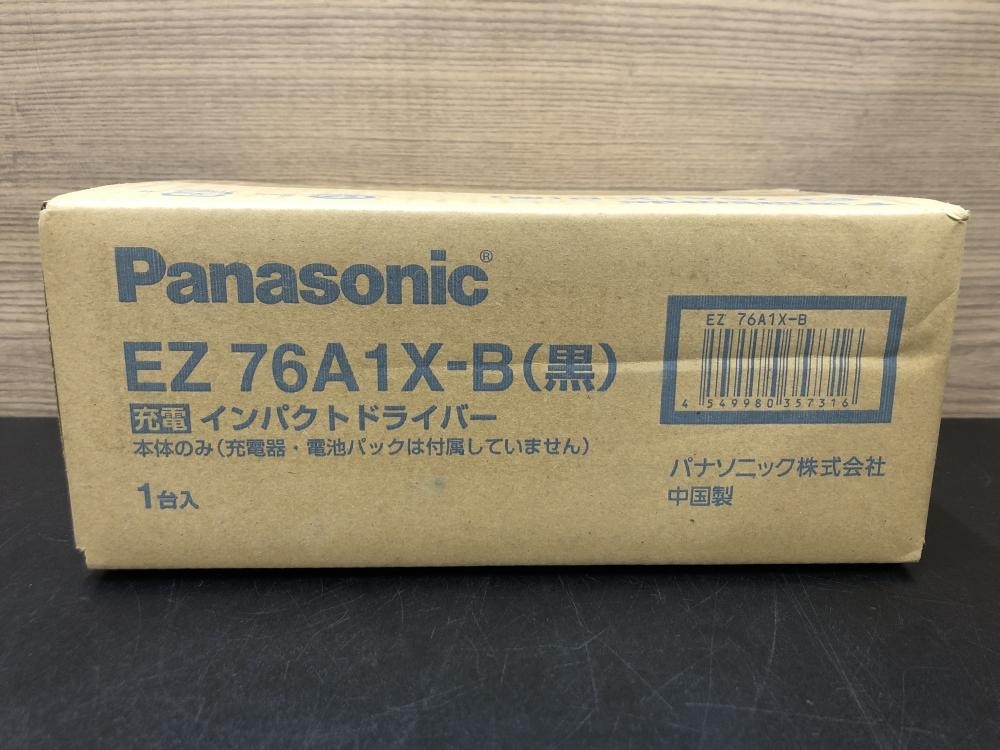 Panasonic®
EZ 76A1X-B(黒)
充電 インパクトドライバー
本体のみ(充電器・電池パックは付属していません)
1台入
EZ 76A1X-B
4 549980 357316
パナソニック株式会社
中国製